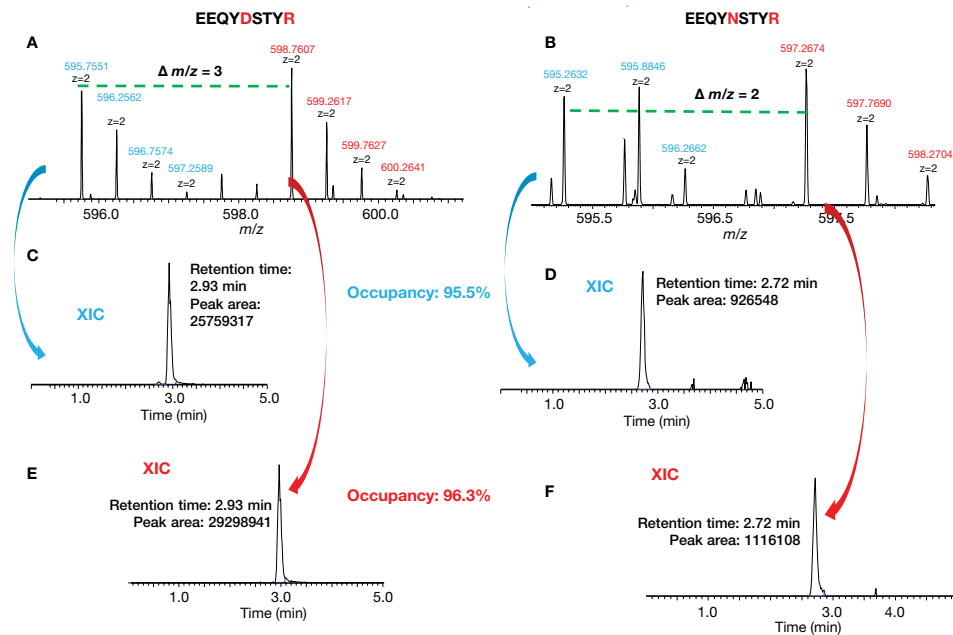 EEQYDSTYR
EEQYNSTYR
A
595.7551
z=2
596.2562
z=2
596.7574
z=2
597.2589
z=2
Δ m/z = 3
598.7607
z=2
599.2617
z=2
599.7627
z=2
600.2641
z=2
596.0
598.0
600.0
m/z
B
595.2632
z=2
595.8846
z=2
596.2662
z=2
Δ m/z = 2
597.2674
z=2
597.7690
z=2
598.2704
z=2
595.5
596.5
597.5
m/z
C
XIC
Retention time:
2.93 min
Peak area:
25759317
1.0
3.0
5.0
Time (min)
Occupancy: 95.5%
D
XIC
Retention time: 2.72 min
Peak area: 926548
1.0
3.0
5.0
Time (min)
E
XIC
Retention time: 2.93 min
Peak area: 29298941
1.0
3.0
5.0
Time (min)
Occupancy: 96.3%
F
XIC
Retention time: 2.72 min
Peak area: 1116108
1.0
3.0
4.0
Time (min)